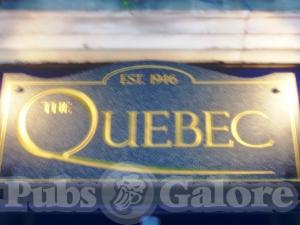 EST. 1946
THE QUEBEC
Pubs Galore